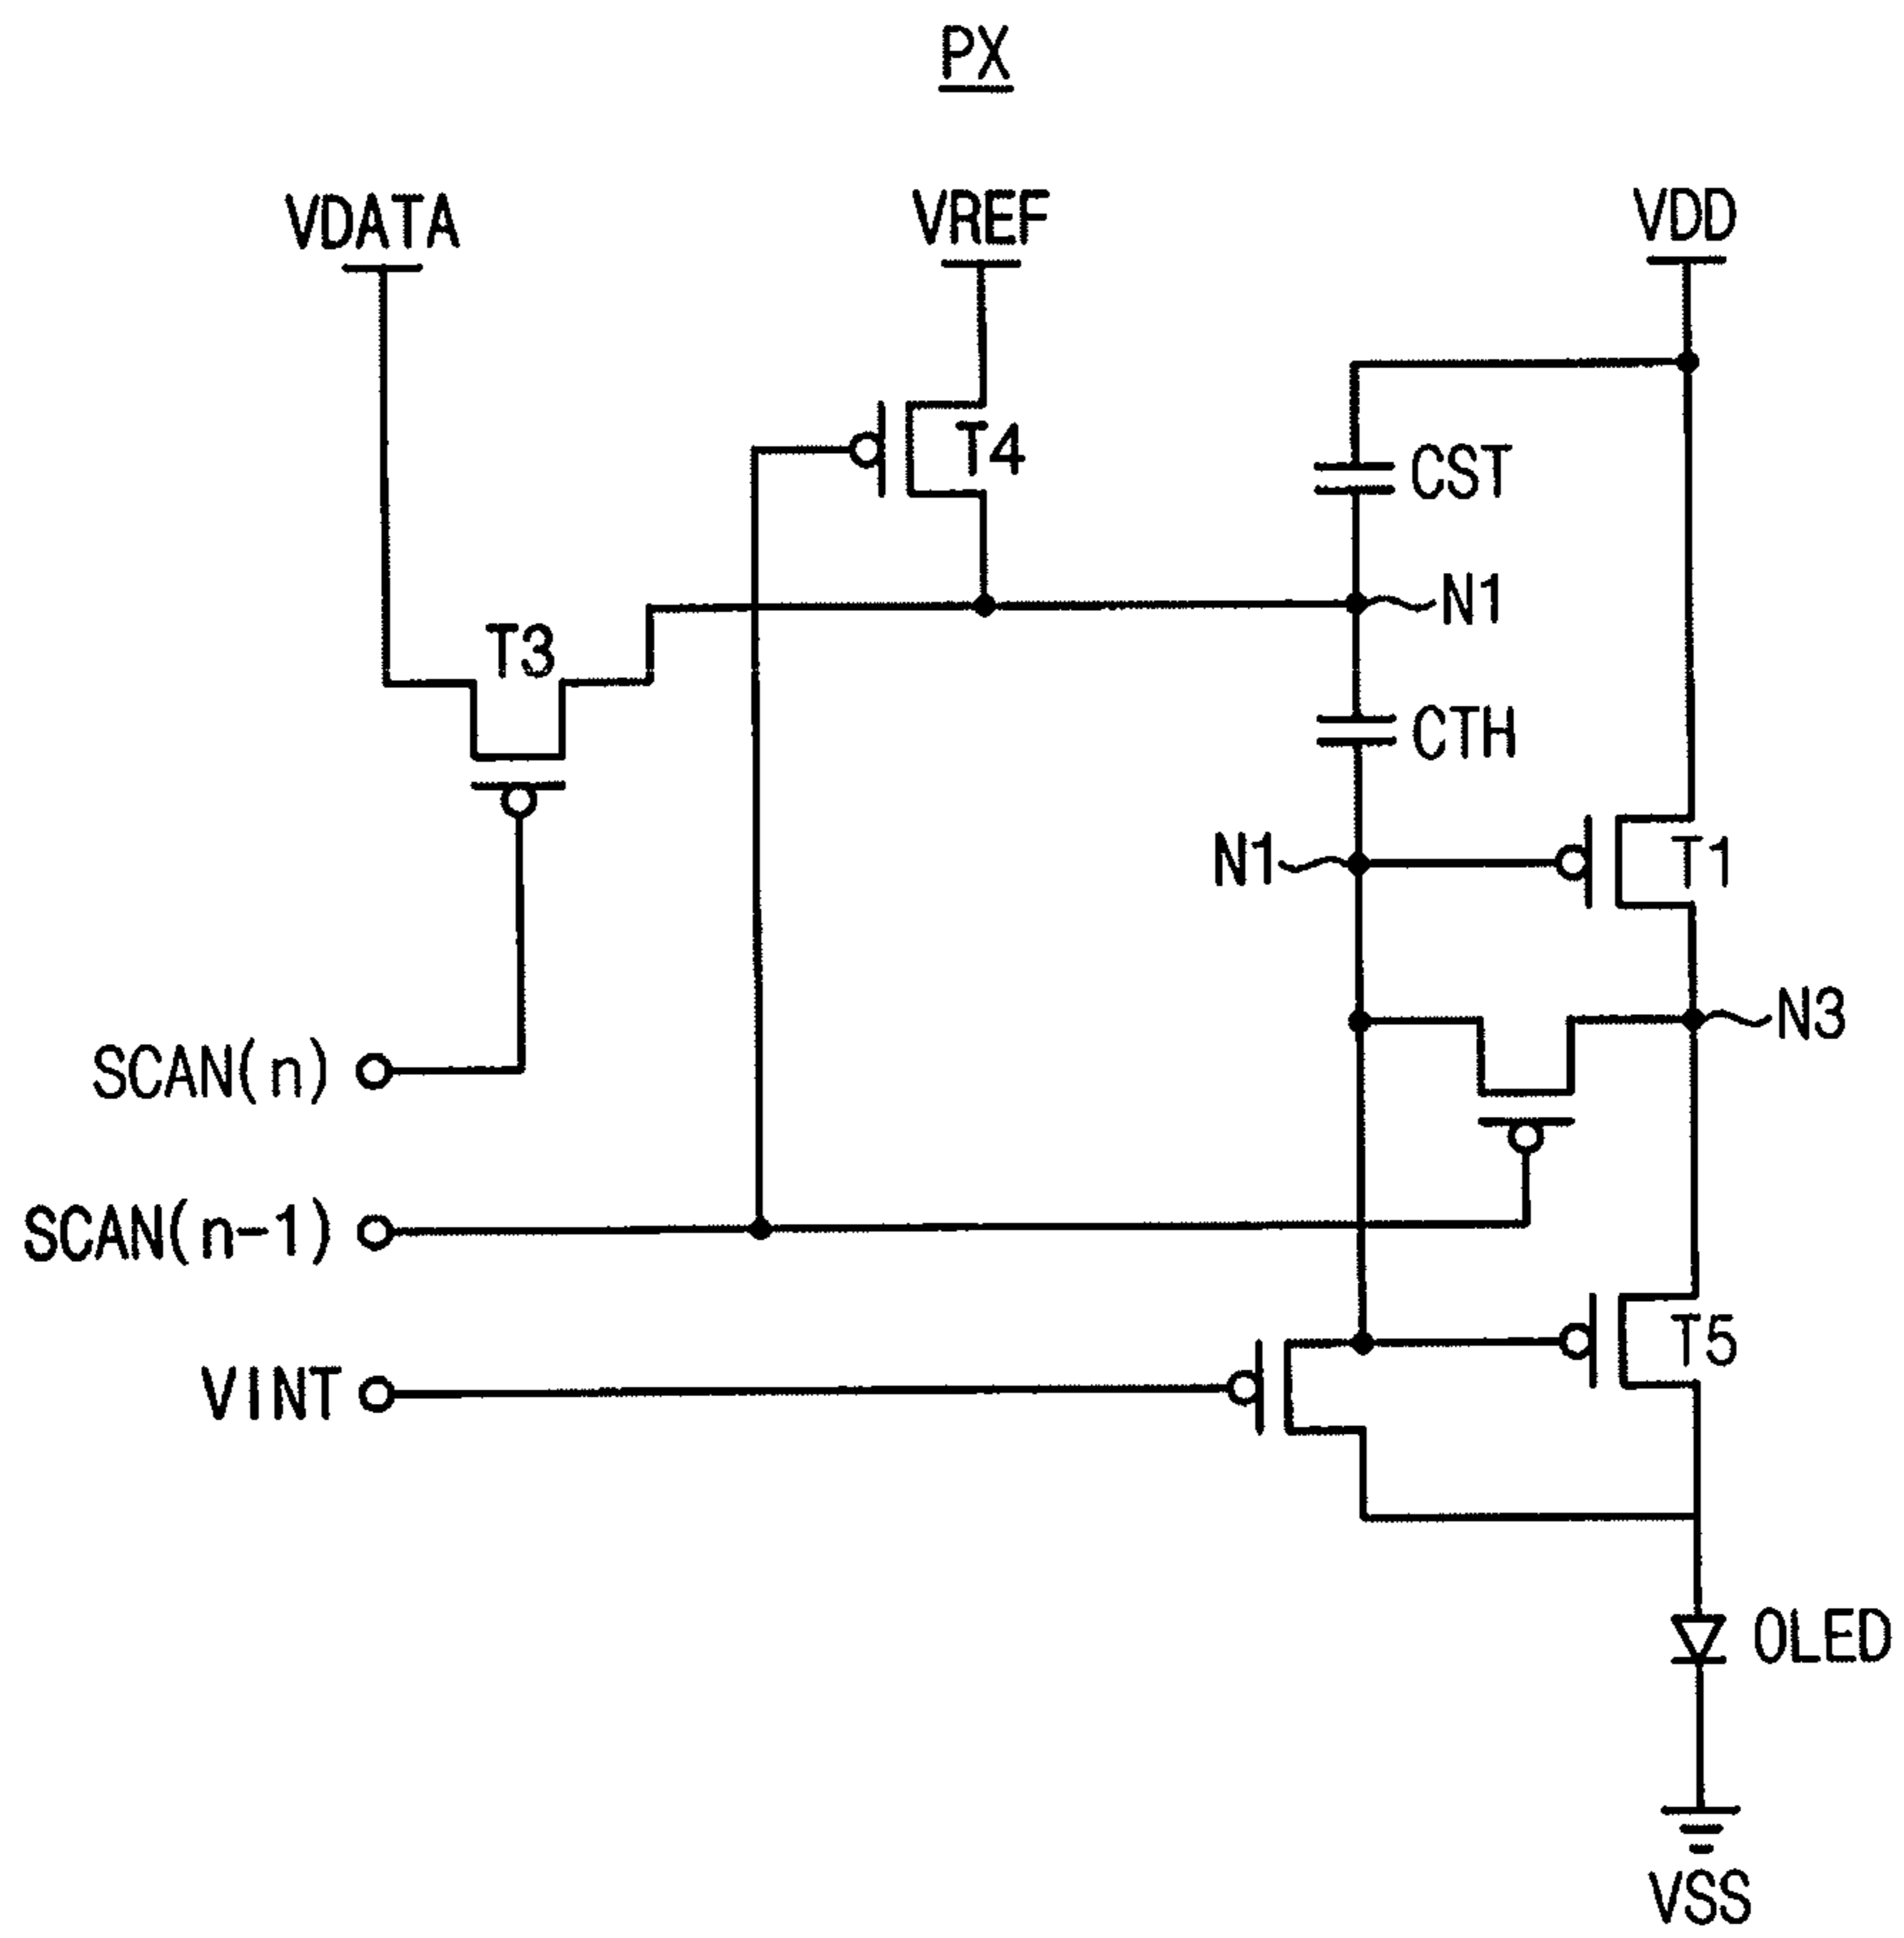 PX
VDATA
VREF
VDD
T4
CST
N1
T3
CTH
N1
T1
N3
SCAN(n)
SCAN(n-1)
T5
VINT
OLED
VSS